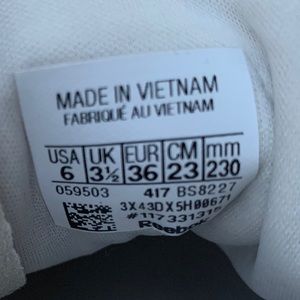 MADE IN VIETNAM
FABRIQUÉ AU VIETNAM
USA UK EUR CM mm
6 3½ 36 23 230
059503 417 BS8227
3X43DX5H00671
#117331315
Reebok